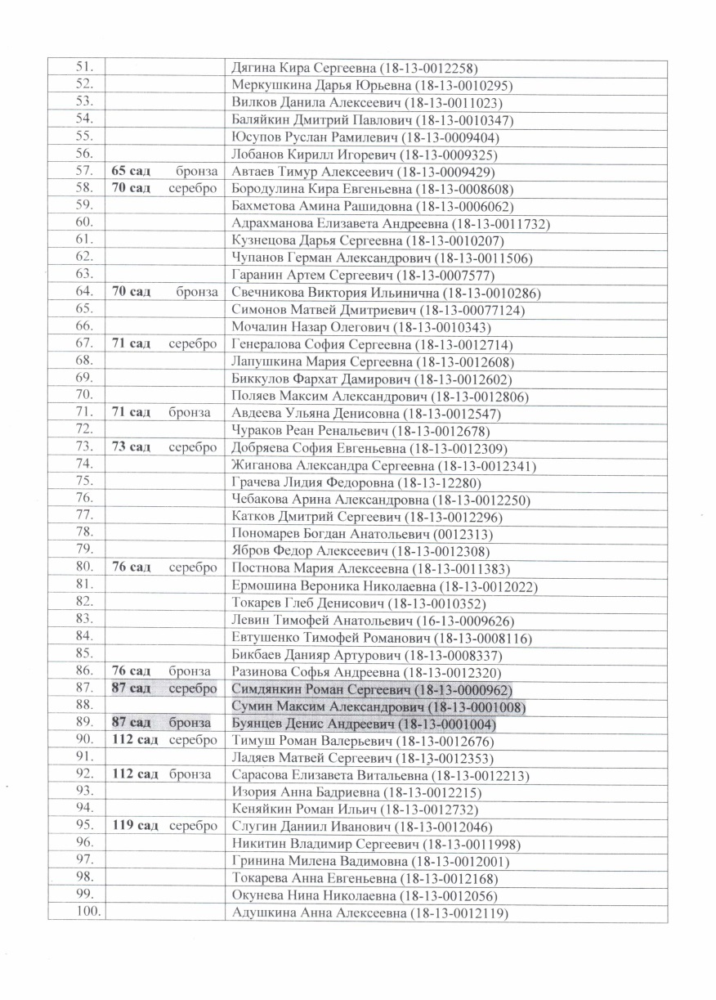 51. Дягина Кира Сергеевна (18-13-0012258)
52. Меркушкина Дарья Юрьевна (18-13-0010295)
53. Вилков Данила Алексеевич (18-13-0011023)
54. Баляйкин Дмитрий Павлович (18-13-0010347)
55. Юсупов Руслан Рамилевич (18-13-0009404)
56. Лобанов Кирилл Игоревич (18-13-0009325)
57. 65 сад бронза Автаев Тимур Алексеевич (18-13-0009429)
58. 70 сад серебро Бородулина Кира Евгеньевна (18-13-0008608)
59. Бахметова Амина Рашидовна (18-13-0006062)
60. Адрахманова Елизавета Андреевна (18-13-0011732)
61. Кузнецова Дарья Сергеевна (18-13-0010207)
62. Чупанов Герман Александрович (18-13-0011506)
63. Гаранин Артем Сергеевич (18-13-0007577)
64. 70 сад бронза Свечникова Виктория Ильинична (18-13-0010286)
65. Симонов Матвей Дмитриевич (18-13-00077124)
66. Мочалин Назар Олегович (18-13-0010343)
67. 71 сад серебро Генералова София Сергеевна (18-13-0012714)
68. Лапушкина Мария Сергеевна (18-13-0012608)
69. Биккулов Фархат Дамирович (18-13-0012602)
70. Поляев Максим Александрович (18-13-0012806)
71. 71 сад бронза Авдеева Ульяна Денисовна (18-13-0012547)
72. Чураков Реан Ренальевич (18-13-0012678)
73. 73 сад серебро Добряева София Евгеньевна (18-13-0012309)
74. Жиганова Александра Сергеевна (18-13-0012341)
75. Грачева Лидия Федоровна (18-13-12280)
76. Чебакова Арина Александровна (18-13-0012250)
77. Катков Дмитрий Сергеевич (18-13-0012296)
78. Пономарев Богдан Анатольевич (0012313)
79. Ябров Федор Алексеевич (18-13-0012308)
80. 76 сад серебро Постнова Мария Алексеевна (18-13-0011383)
81. Ермошина Вероника Николаевна (18-13-0012022)
82. Токарев Глеб Денисович (18-13-0010352)
83. Левин Тимофей Анатольевич (16-13-0009626)
84. Евтушенко Тимофей Романович (18-13-0008116)
85. Бикбаев Данияр Артурович (18-13-0008337)
86. 76 сад бронза Разинова Софья Андреевна (18-13-0012320)
87. 87 сад серебро Симдянкин Роман Сергеевич (18-13-0000962)
88. Сумин Максим Александрович (18-13-0001008)
89. 87 сад бронза Буянцев Денис Андреевич (18-13-0001004)
90. 112 сад серебро Тимуш Роман Валерьевич (18-13-0012676)
91. Ладяев Матвей Сергеевич (18-13-0012353)
92. 112 сад бронза Сарасова Елизавета Витальевна (18-13-0012213)
93. Изория Анна Бадриевна (18-13-0012215)
94. Кеняйкин Роман Ильич (18-13-0012732)
95. 119 сад серебро Слугин Даниил Иванович (18-13-0012046)
96. Никитин Владимир Сергеевич (18-13-0011998)
97. Гринина Милена Вадимовна (18-13-0012001)
98. Токарева Анна Евгеньевна (18-13-0012168)
99. Окунева Нина Николаевна (18-13-0012056)
100. Адушкина Анна Алексеевна (18-13-0012119)